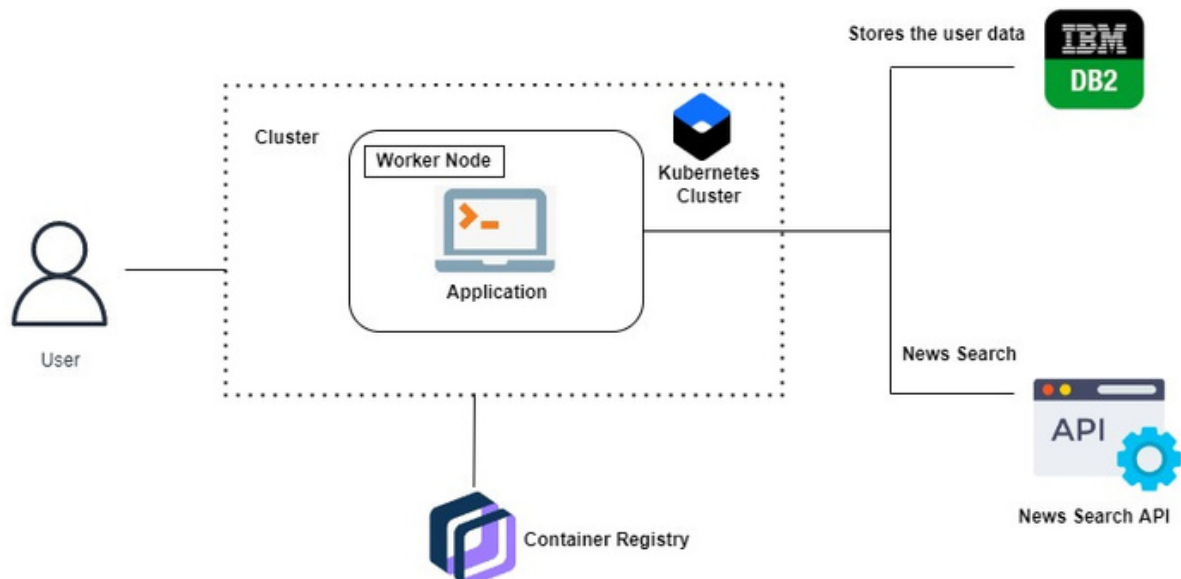 Stores the user data
IBM
DB2
Cluster
Worker Node
Kubernetes
Cluster
Application
User
News Search
API
News Search API
Container Registry